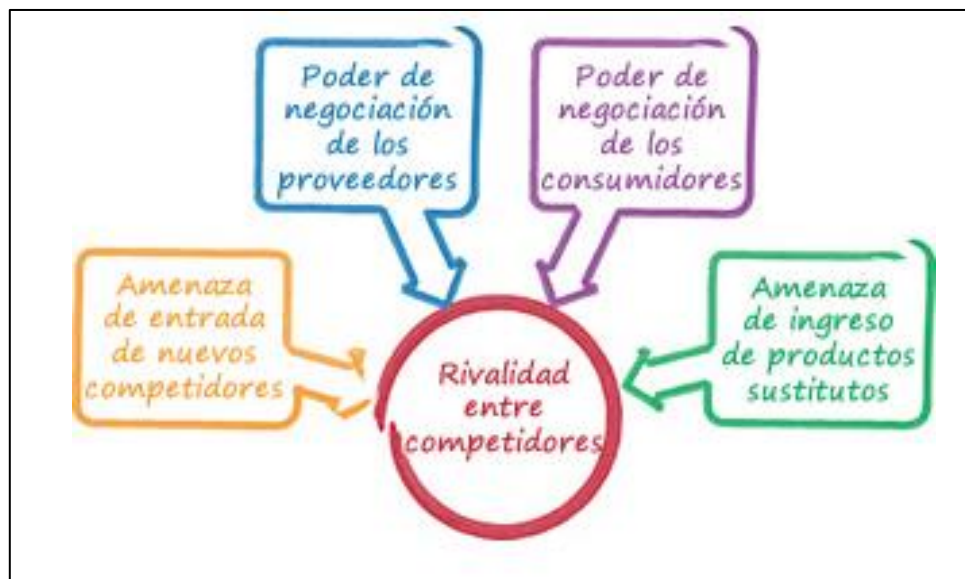 Poder de
negociación
de los
proveedores
Poder de
negociación
de los
consumidores
Amenaza
de entrada
de nuevos
competidores
Rivalidad
entre
competidores
Amenaza
de ingreso
de productos
sustitutos